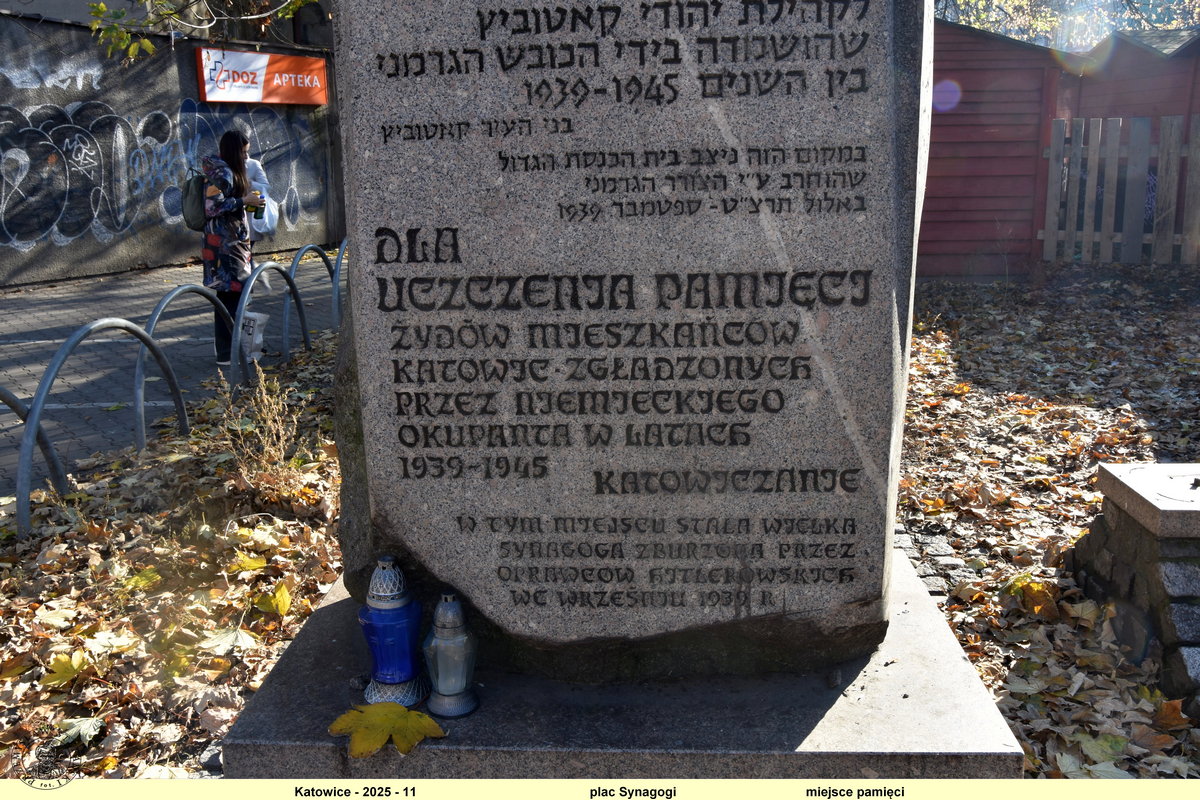 לקהילת יהודי קאטוביץ
שהושמדה בידי הכובש הגרמני
בין השנים 1939-1945
בני העיר קאטוביץ
במקום הזה ניצב בית הכנסת הגדול
שהוחרב ע"י הצורר הגרמני
באלול תרצ"ט - ספטמבר 1939
DLA
UCZCZENIA PAMIĘCI
ŻYDÓW MIESZKAŃCÓW
KATOWIC ZGŁADZONYCH
PRZEZ NIEMIECKIEGO
OKUPANTA W LATACH
1939-1945
KATOWICZANIE
W TYM MIEJSCU STAŁA WIELKA
SYNAGOGA ZBURZONA PRZEZ
OPRAWCÓW HITLEROWSKICH
WE WRZEŚNIU 1939 R
DOZ APTEKA
Katowice - 2025 - 11 plac Synagogi miejsce pamięci